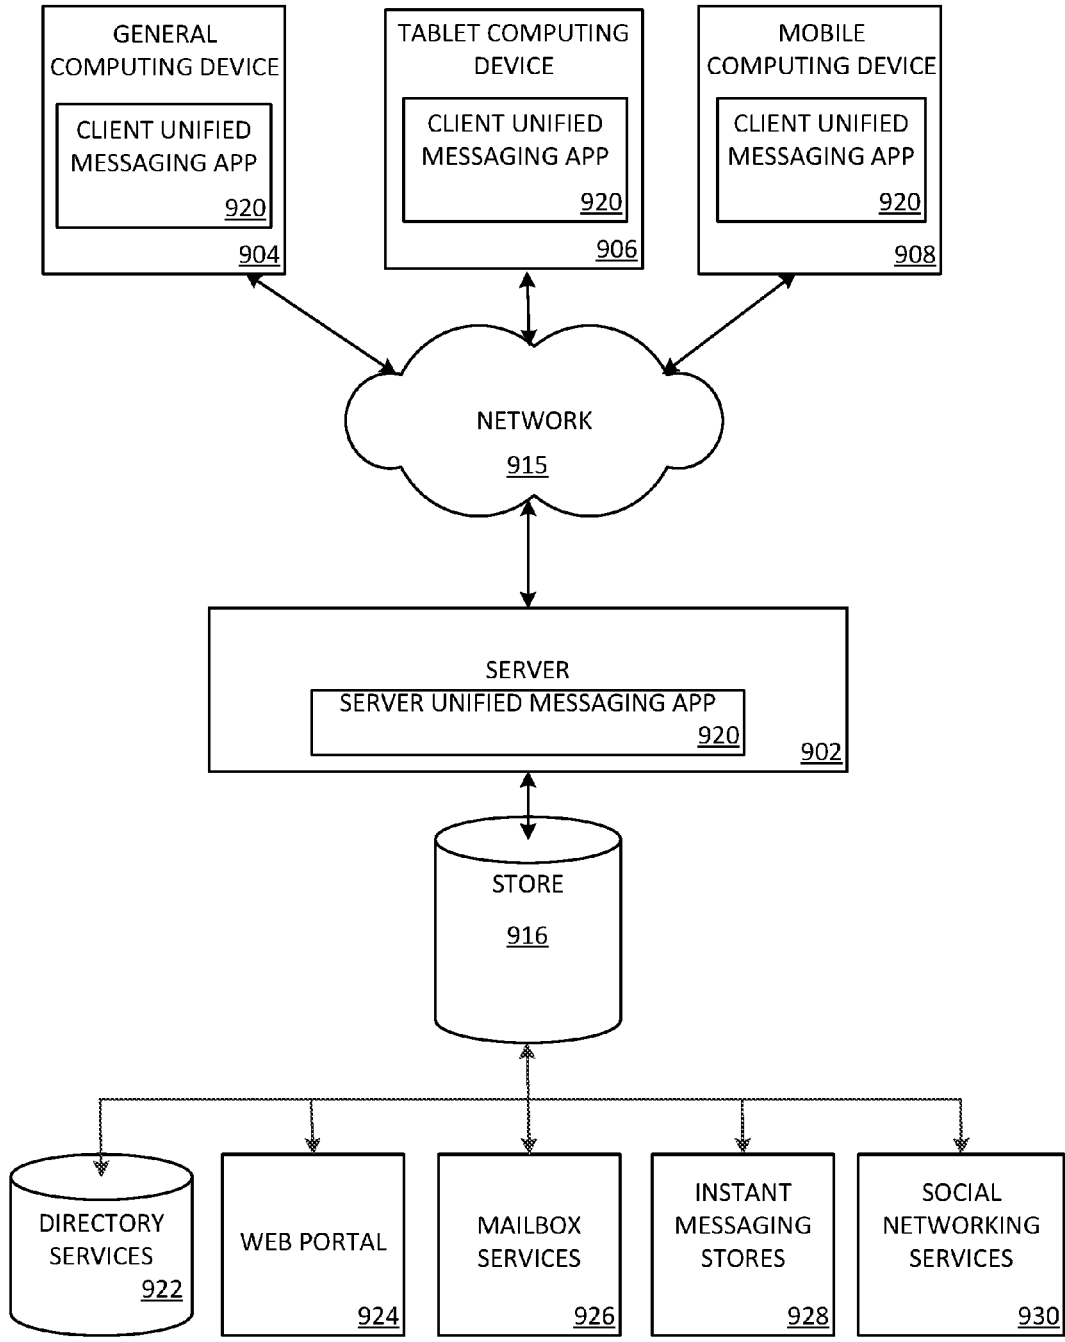 GENERAL
COMPUTING DEVICE
CLIENT UNIFIED
MESSAGING APP
920
904
TABLET COMPUTING
DEVICE
CLIENT UNIFIED
MESSAGING APP
920
906
MOBILE
COMPUTING DEVICE
CLIENT UNIFIED
MESSAGING APP
920
908
NETWORK
915
SERVER
SERVER UNIFIED MESSAGING APP
920
902
STORE
916
DIRECTORY
SERVICES
922
WEB PORTAL
924
MAILBOX
SERVICES
926
INSTANT
MESSAGING
STORES
928
SOCIAL
NETWORKING
SERVICES
930